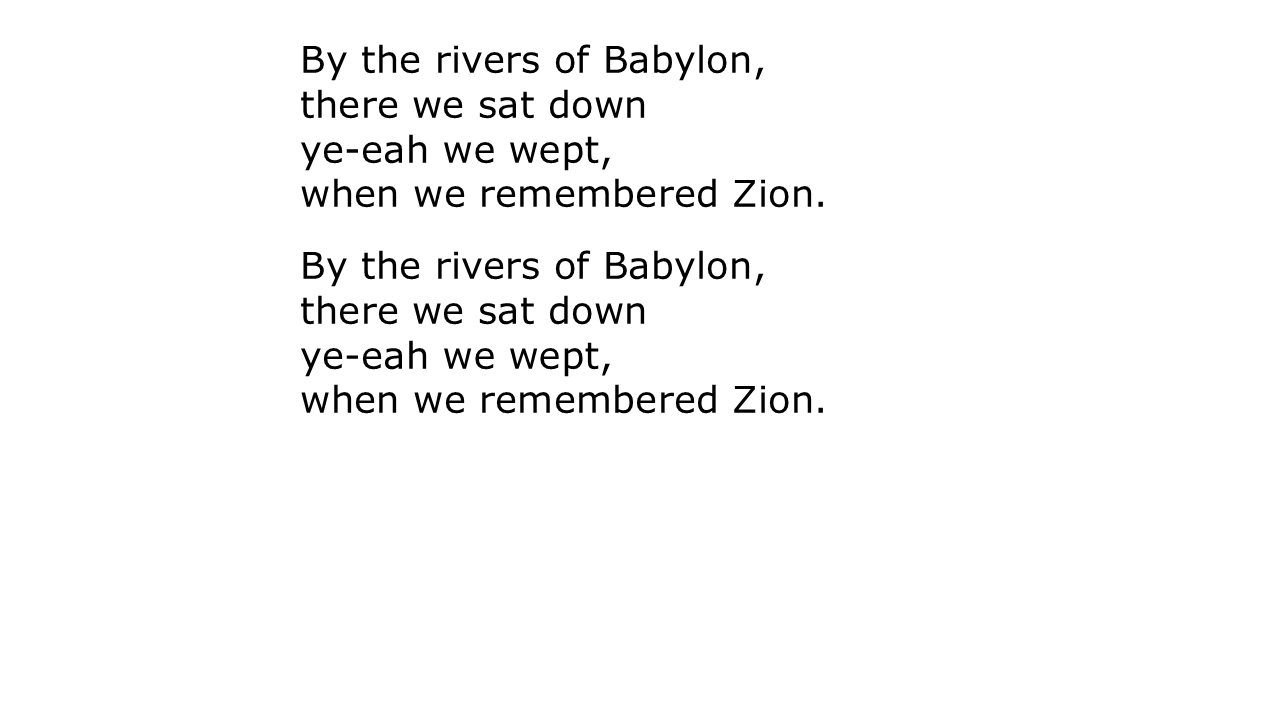 By the rivers of Babylon,
there we sat down
ye-eah we wept,
when we remembered Zion.
By the rivers of Babylon,
there we sat down
ye-eah we wept,
when we remembered Zion.